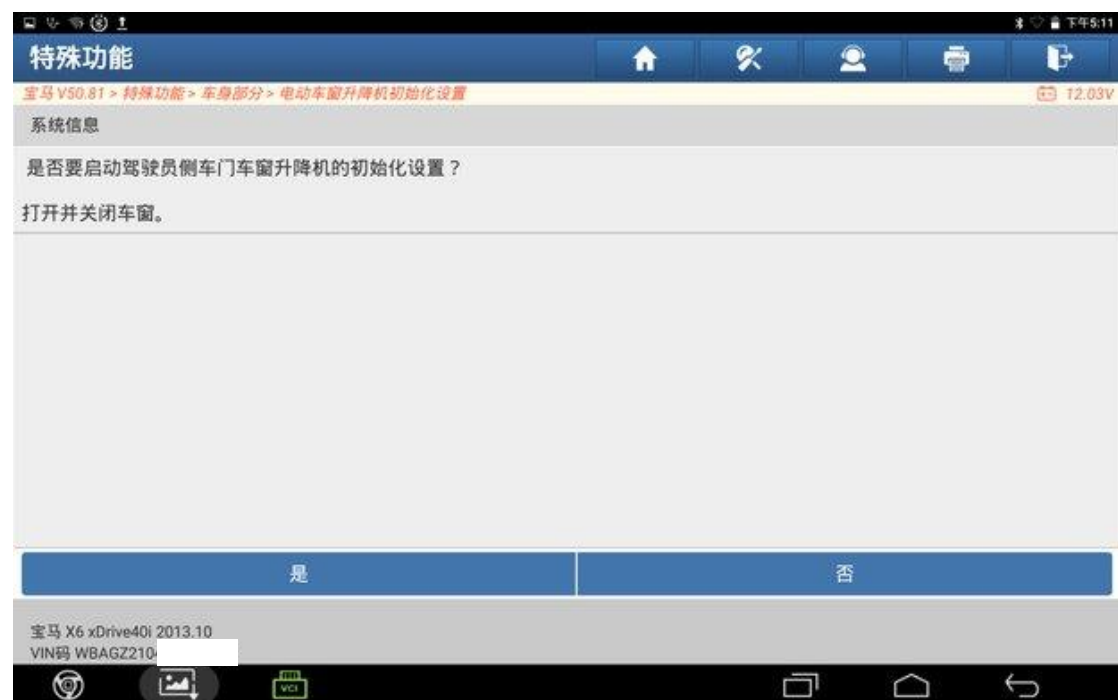 下午5:11
特殊功能
宝马 V50.81 > 特殊功能 > 车身部分 > 电动车窗升降机初始化设置
12.03V
系统信息
是否要启动驾驶员侧车门车窗升降机的初始化设置？
打开并关闭车窗。
是
否
宝马 X6 xDrive40i 2013.10
VIN码 WBAGZ210
VCI